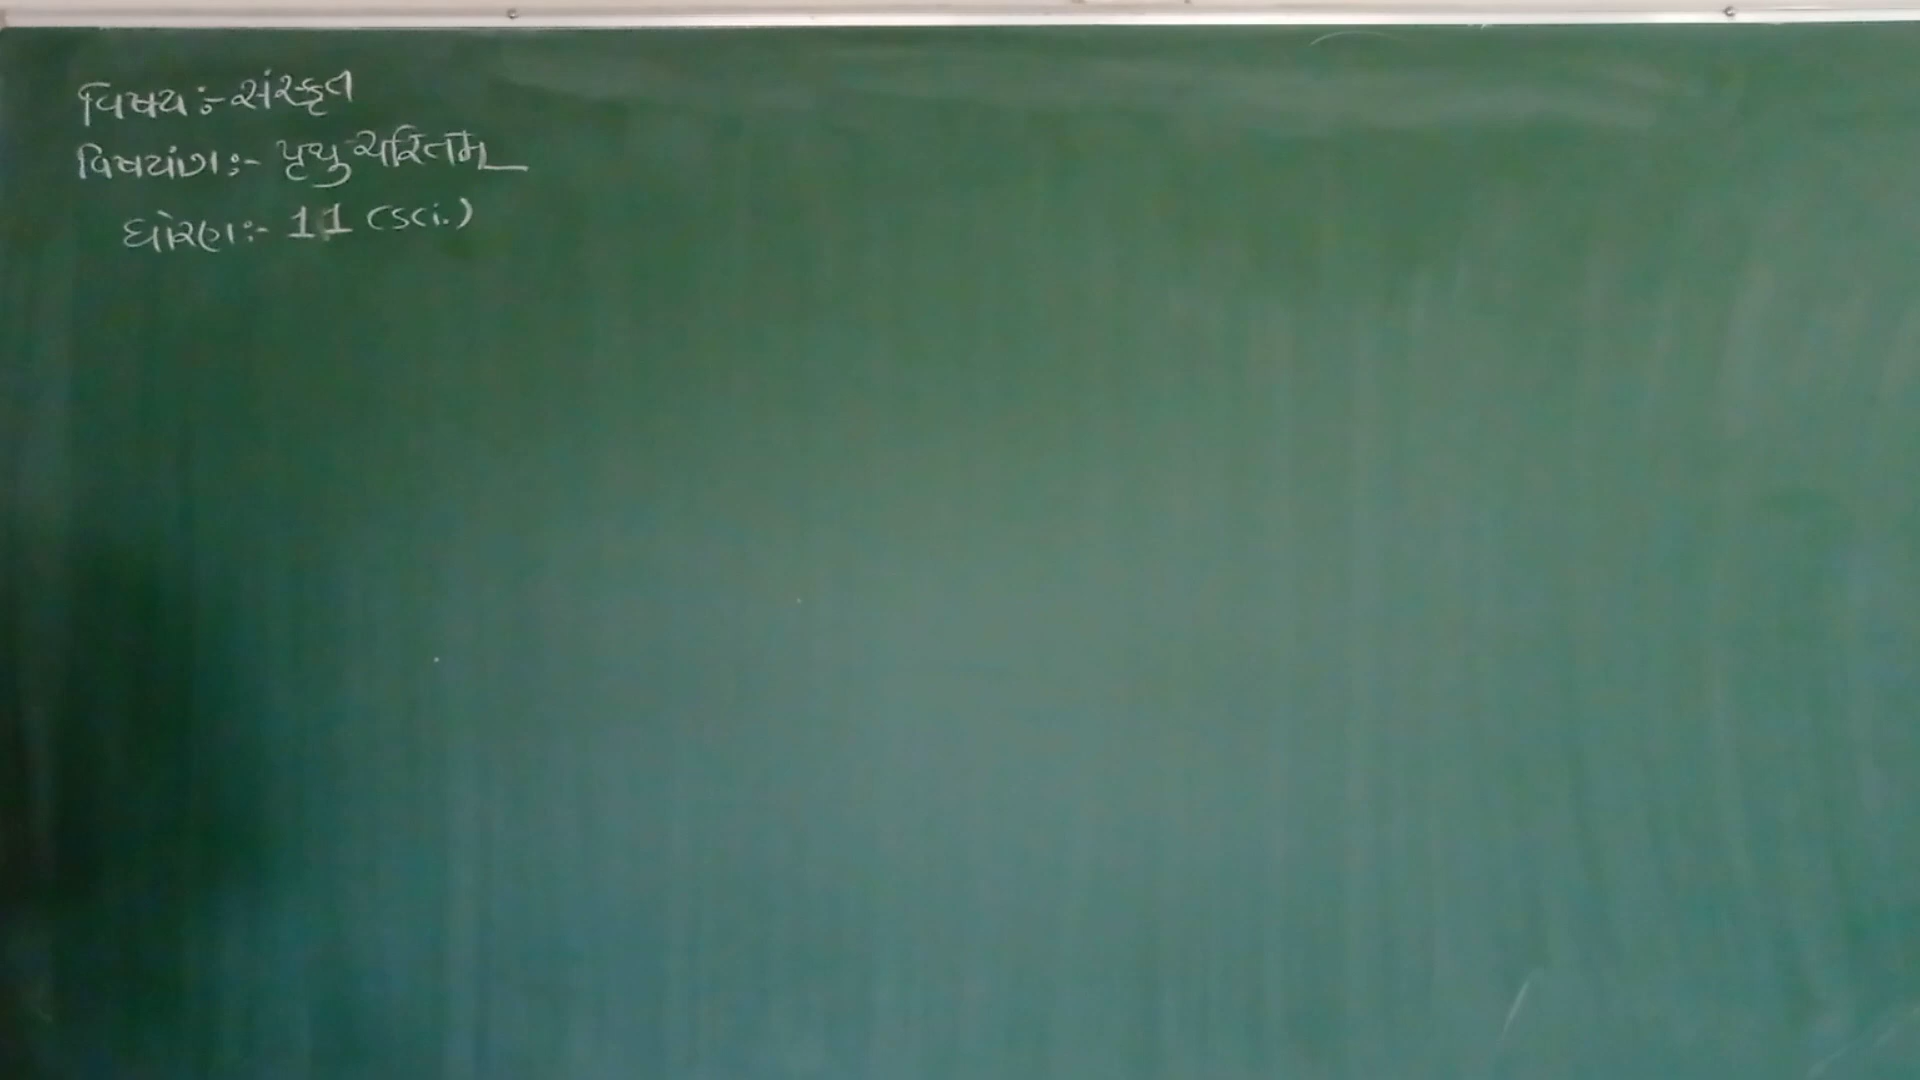 વિષય :- સંસ્કૃત
વિષયાંગ :- પૃથુચરિતમ્
ધોરણ :- 11 (sci.)